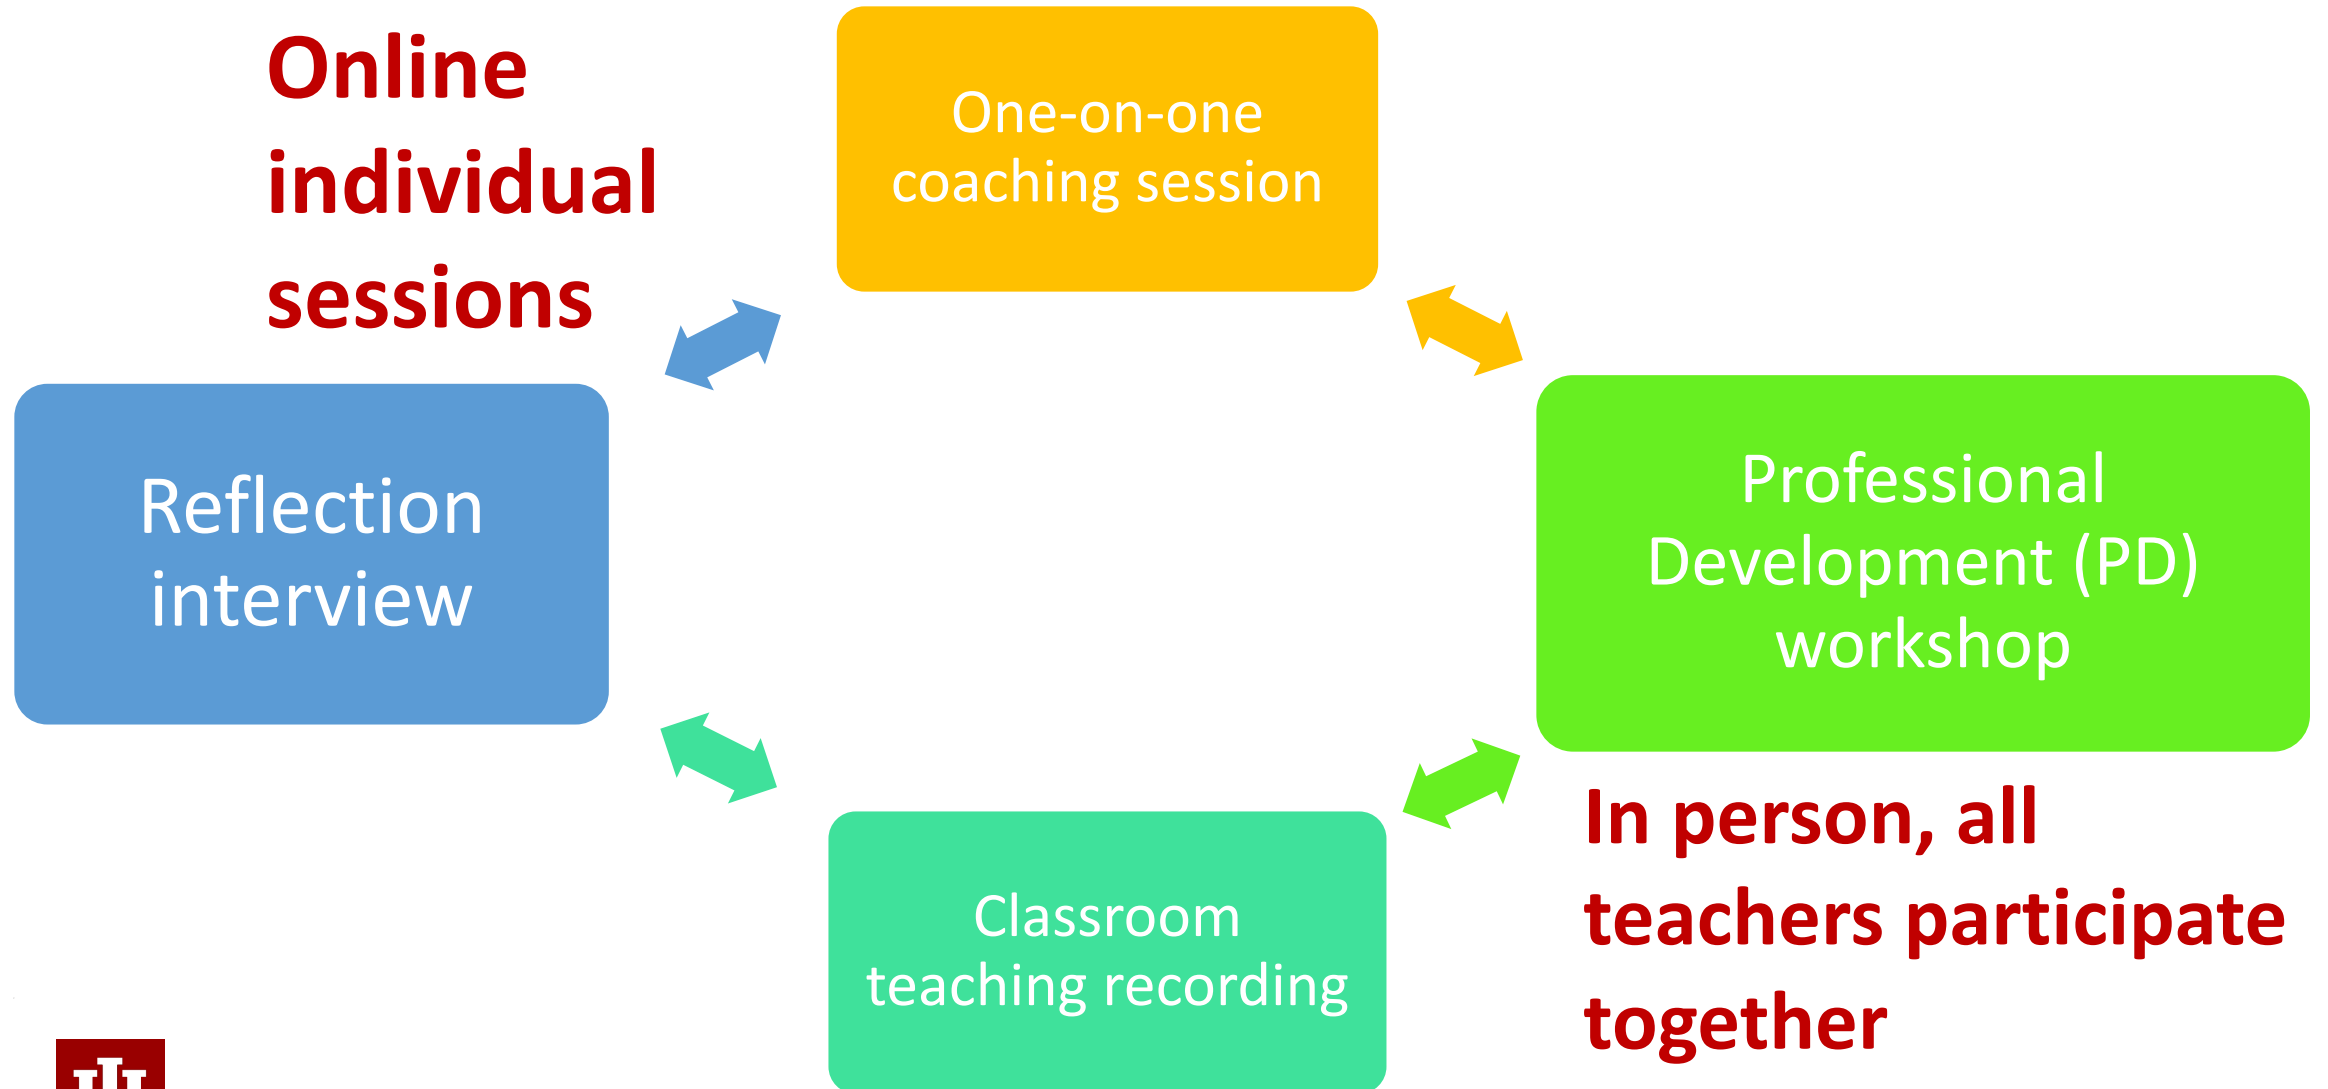 Online
individual
sessions
One-on-one
coaching session
Reflection
interview
Professional
Development (PD)
workshop
Classroom
teaching recording
In person, all
teachers participate
together